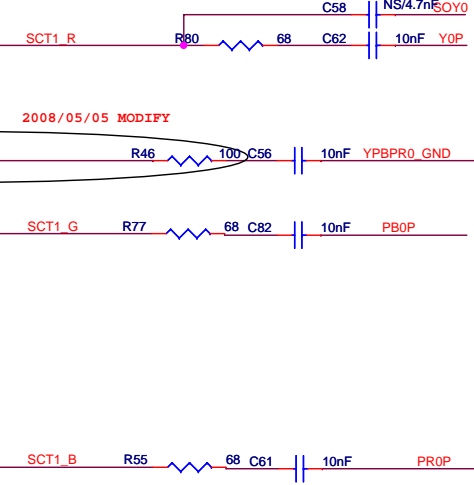 C58 NS/4.7nF SOY0
SCT1_R R80 68 C62 10nF Y0P
2008/05/05 MODIFY
R46 100 C56 10nF YPBPR0_GND
SCT1_G R77 68 C82 10nF PB0P
SCT1_B R55 68 C61 10nF PR0P